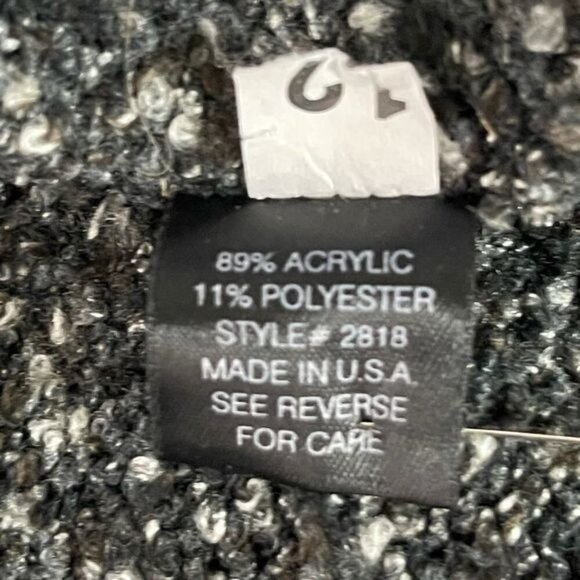 89% ACRYLIC
11% POLYESTER
STYLE# 2818
MADE IN U.S.A.
SEE REVERSE
FOR CARE